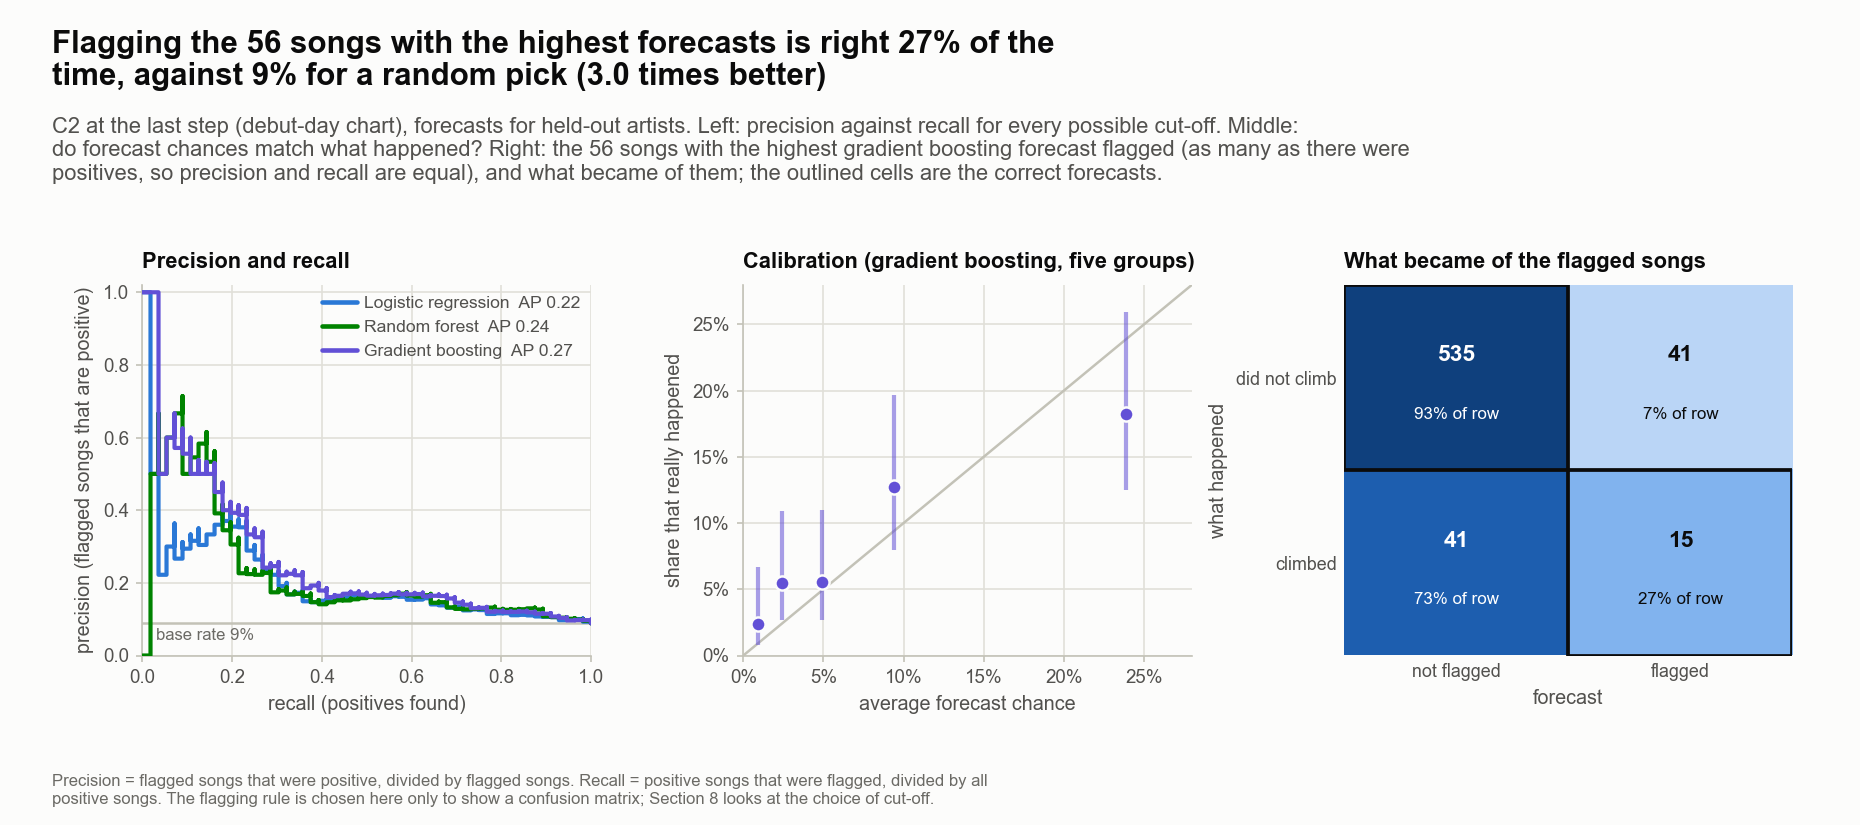 Flagging the 56 songs with the highest forecasts is right 27% of the
time, against 9% for a random pick (3.0 times better)
C2 at the last step (debut-day chart), forecasts for held-out artists. Left: precision against recall for every possible cut-off. Middle:
do forecast chances match what happened? Right: the 56 songs with the highest gradient boosting forecast flagged (as many as there were
positives, so precision and recall are equal), and what became of them; the outlined cells are the correct forecasts.
Precision and recall
precision (flagged songs that are positive)
1.0
0.8
0.6
0.4
0.2
0.0
Logistic regression AP 0.22
Random forest AP 0.24
Gradient boosting AP 0.27
base rate 9%
0.0 0.2 0.4 0.6 0.8 1.0
recall (positives found)
Calibration (gradient boosting, five groups)
share that really happened
25%
20%
15%
10%
5%
0%
0% 5% 10% 15% 20% 25%
average forecast chance
What became of the flagged songs
what happened
did not climb
535
93% of row
41
7% of row
climbed
41
73% of row
15
27% of row
not flagged flagged
forecast
Precision = flagged songs that were positive, divided by flagged songs. Recall = positive songs that were flagged, divided by all
positive songs. The flagging rule is chosen here only to show a confusion matrix; Section 8 looks at the choice of cut-off.